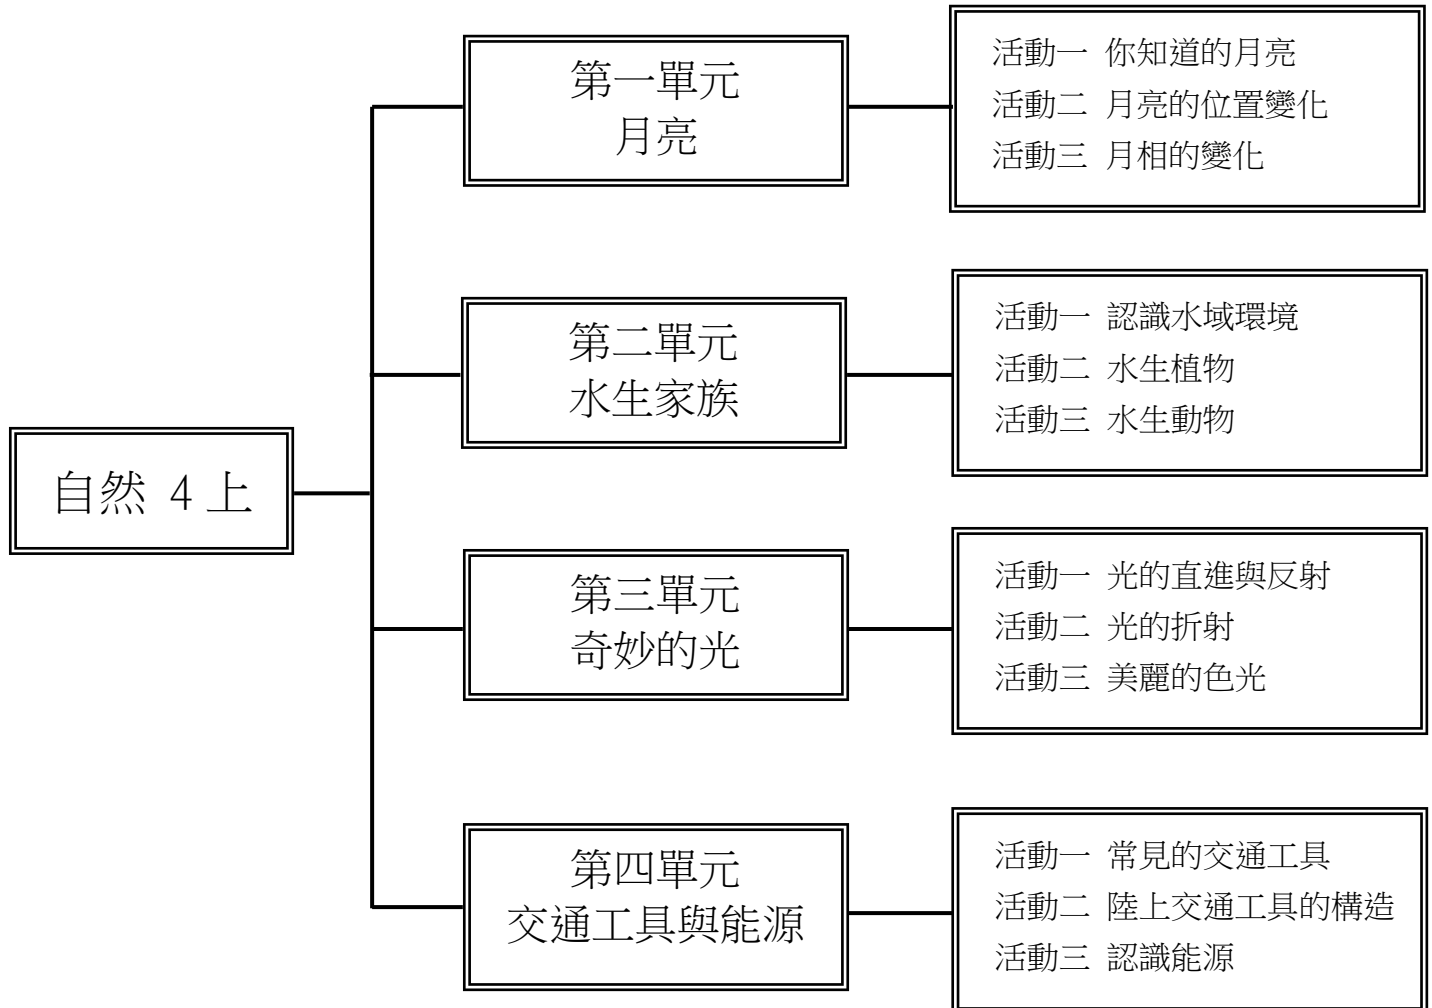 自然 4上
第一單元
月亮
活動一 你知道的月亮
活動二 月亮的位置變化
活動三 月相的變化
第二單元
水生家族
活動一 認識水域環境
活動二 水生植物
活動三 水生動物
第三單元
奇妙的光
活動一 光的直進與反射
活動二 光的折射
活動三 美麗的色光
第四單元
交通工具與能源
活動一 常見的交通工具
活動二 陸上交通工具的構造
活動三 認識能源